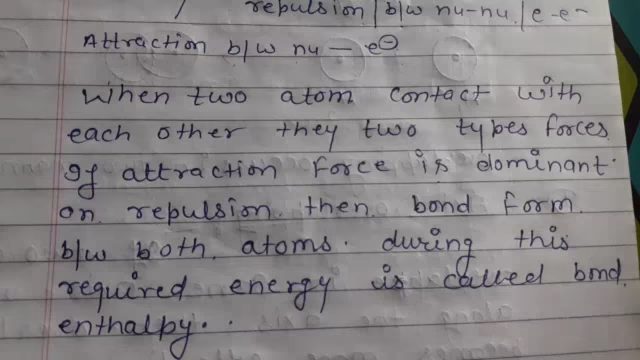 repulsion / b/w nu-nu. / e-e-
Attraction b/w nu — e⊖
When two atom contact with
each other they two types forces.
If attraction force is dominant.
on repulsion then bond form
b/w both atoms. during this
required energy is called bond
enthalpy..